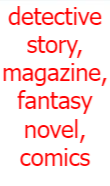 detective
story,
magazine,
fantasy
novel,
comics